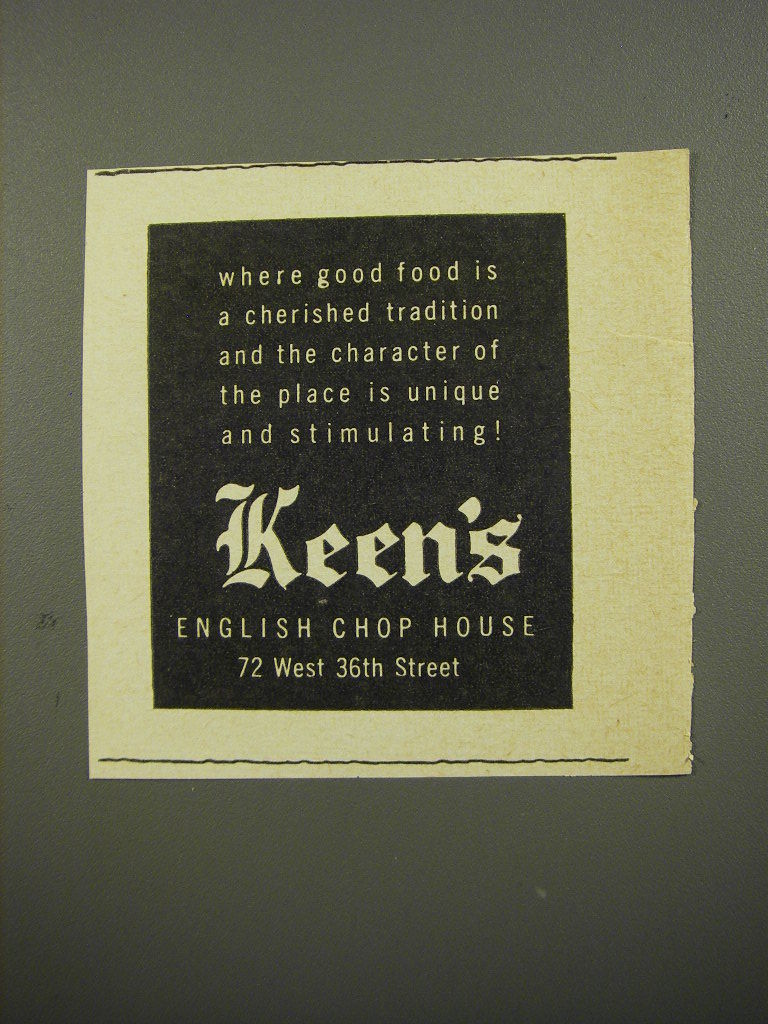 where good food is
a cherished tradition
and the character of
the place is unique
and stimulating!
Keen's
ENGLISH CHOP HOUSE
72 West 36th Street